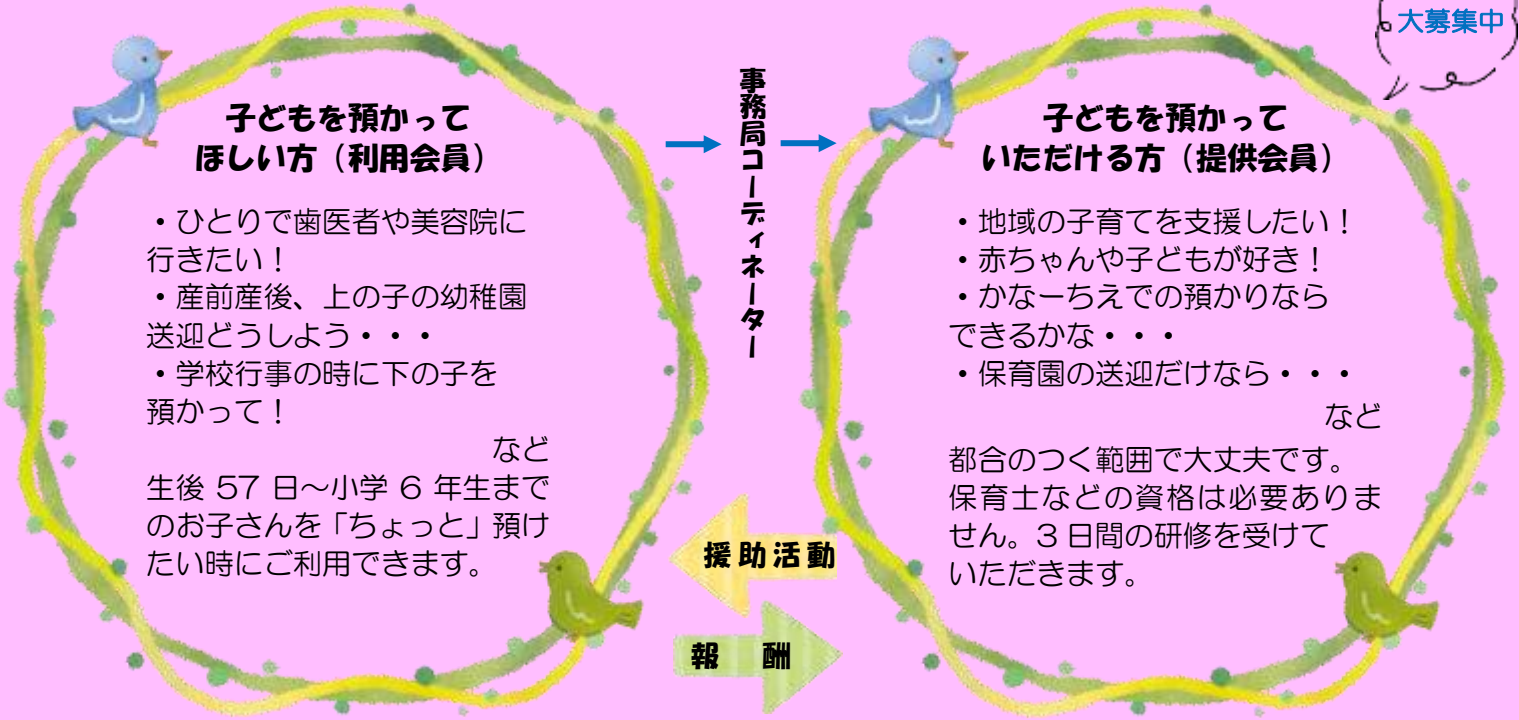 大募集中
子どもを預かって
ほしい方（利用会員）
・ひとりで歯医者や美容院に
行きたい！
・産前産後、上の子の幼稚園
送迎どうしよう・・・
・学校行事の時に下の子を
預かって！
など
生後 57 日～小学 6 年生まで
のお子さんを「ちょっと」預け
たい時にご利用できます。
事務局コーディネーター
子どもを預かって
いただける方（提供会員）
・地域の子育てを支援したい！
・赤ちゃんや子どもが好き！
・かなーちえでの預かりなら
できるかな・・・
・保育園の送迎だけなら・・・
など
都合のつく範囲で大丈夫です。
保育士などの資格は必要ありま
せん。3 日間の研修を受けて
いただきます。
援助活動
報　酬